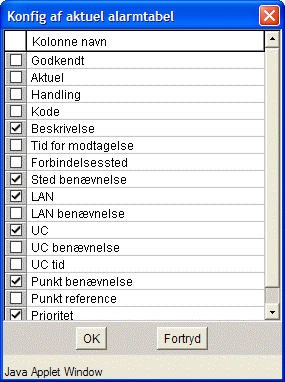 Konfig af aktuel alarmtabel
Kolonne navn
Godkendt
Aktuel
Handling
Kode
Beskrivelse
Tid for modtagelse
Forbindelsessted
Sted benævnelse
LAN
LAN benævnelse
UC
UC benævnelse
UC tid
Punkt benævnelse
Punkt reference
Prioritet
OK
Fortryd
Java Applet Window